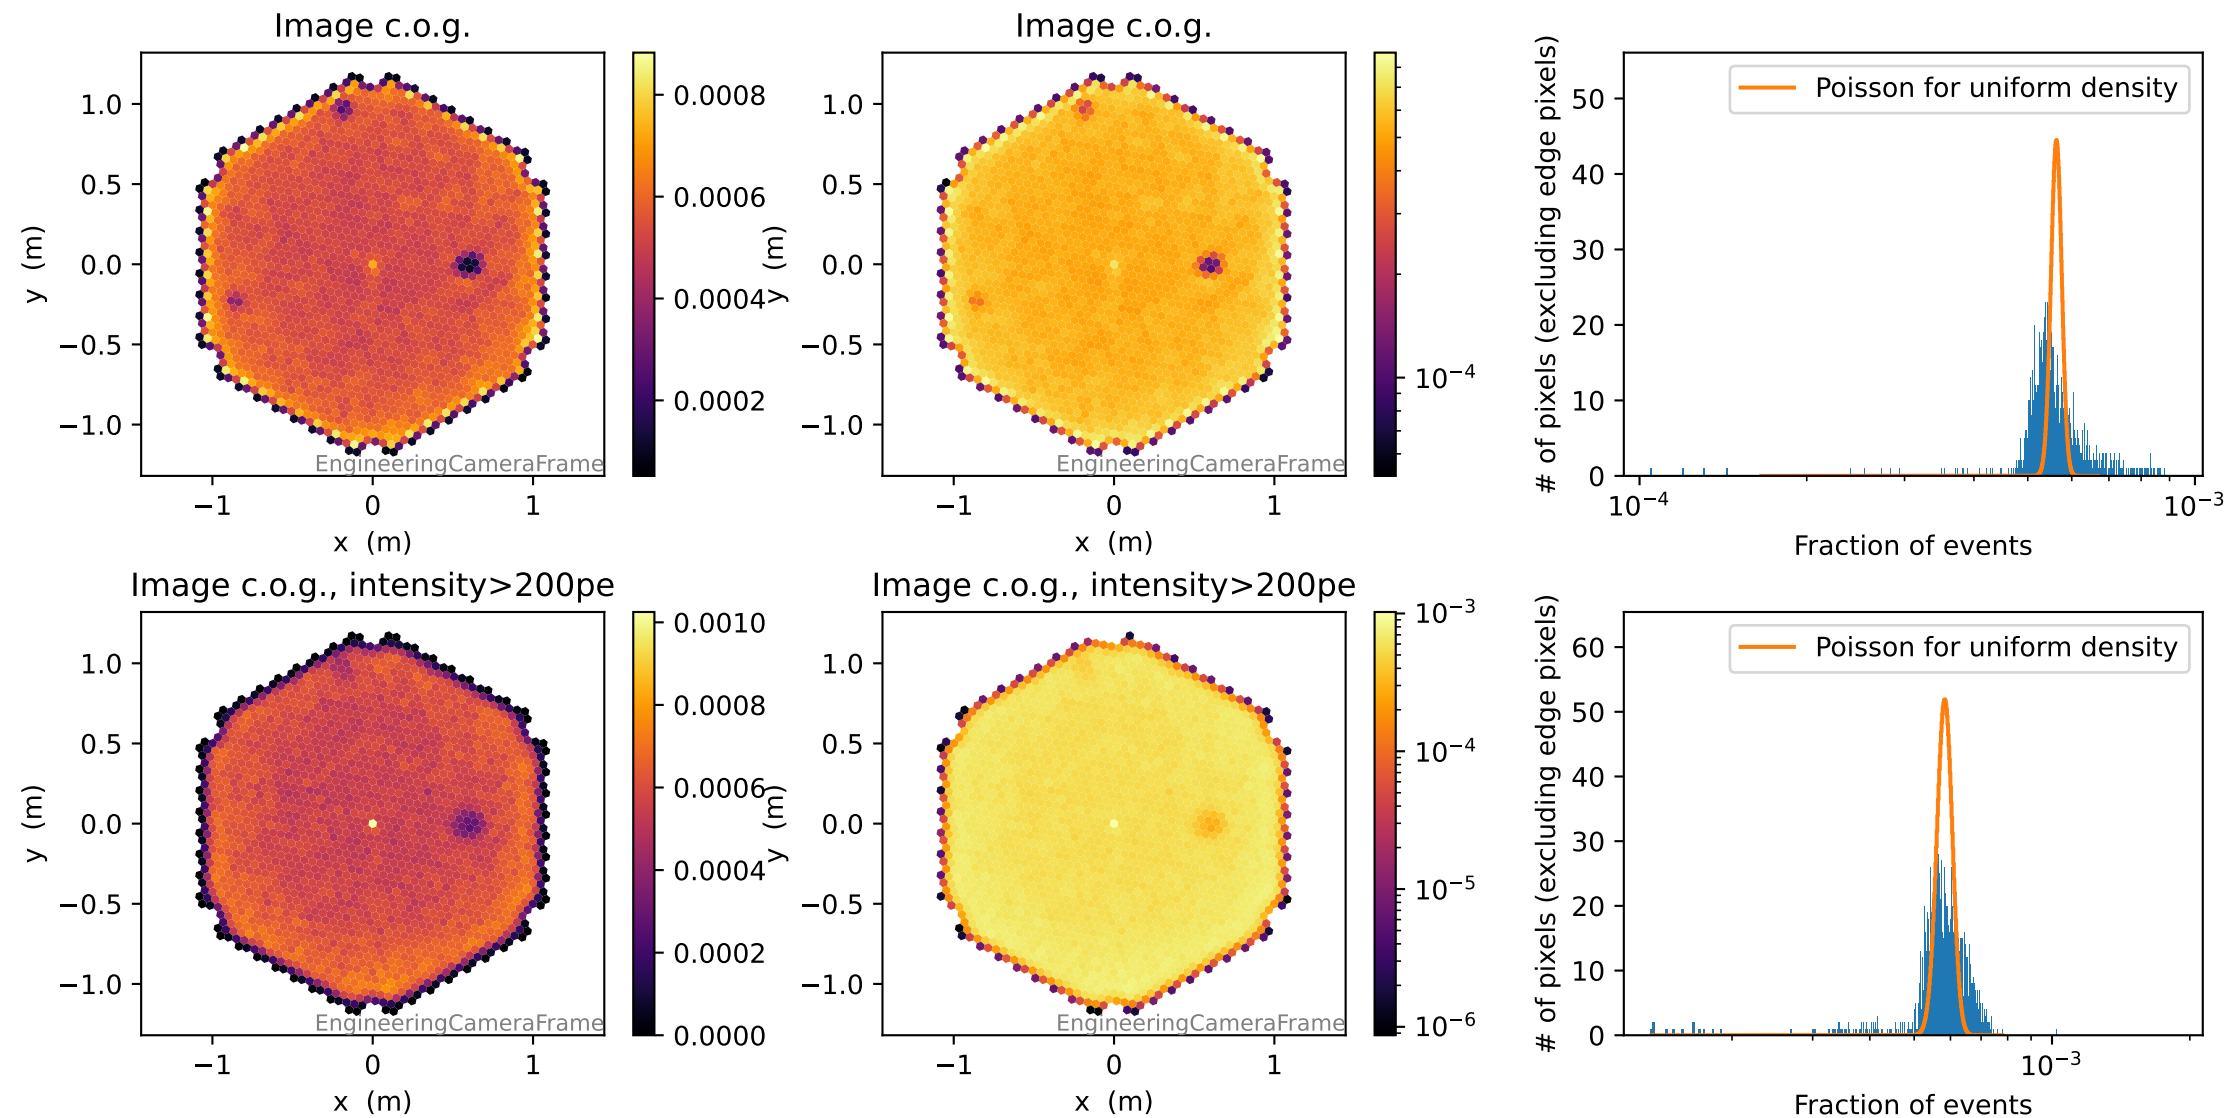 Image c.o.g.
y (m)
1.0
0.5
0.0
−0.5
−1.0
EngineeringCameraFrame
−1
0
1
x (m)
0.0008
0.0006
0.0004
0.0002
Image c.o.g.
y (m)
1.0
0.5
0.0
−0.5
−1.0
EngineeringCameraFrame
−1
0
1
x (m)
10⁻⁴
# of pixels (excluding edge pixels)
50
40
30
20
10
0
Poisson for uniform density
10⁻⁴
10⁻³
Fraction of events
Image c.o.g., intensity>200pe
y (m)
1.0
0.5
0.0
−0.5
−1.0
EngineeringCameraFrame
−1
0
1
x (m)
0.0010
0.0008
0.0006
0.0004
0.0002
0.0000
Image c.o.g., intensity>200pe
y (m)
1.0
0.5
0.0
−0.5
−1.0
EngineeringCameraFrame
−1
0
1
x (m)
10⁻³
10⁻⁴
10⁻⁵
10⁻⁶
# of pixels (excluding edge pixels)
60
50
40
30
20
10
0
Poisson for uniform density
10⁻³
Fraction of events